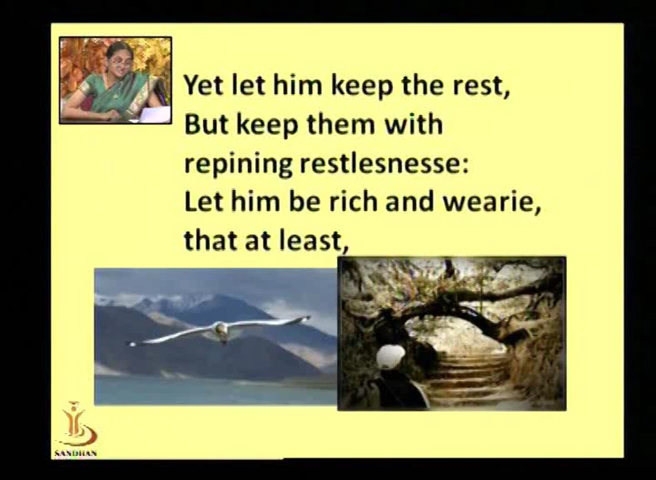 Yet let him keep the rest,
But keep them with
repining restlesnesse:
Let him be rich and wearie,
that at least,
SANDHAN